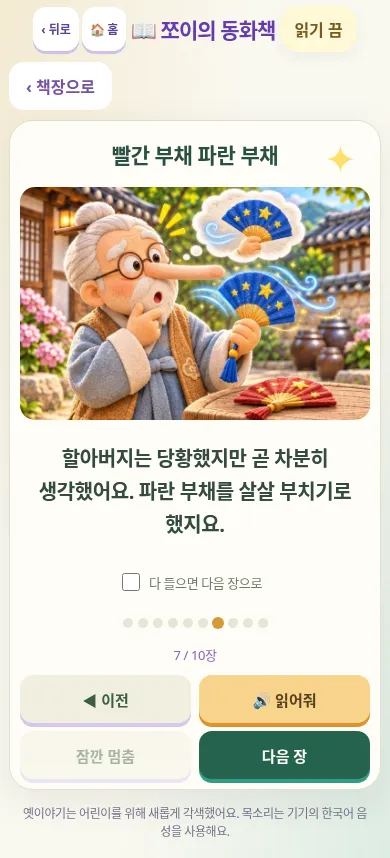 ‹ 뒤로 🏠 홈 📖 쪼이의 동화책 읽기 끔
‹ 책장으로
빨간 부채 파란 부채
할아버지는 당황했지만 곧 차분히
생각했어요. 파란 부채를 살살 부치기로
했지요.
다 들으면 다음 장으로
7 / 10장
◀ 이전 🔊 읽어줘
잠깐 멈춤 다음 장
옛이야기는 어린이를 위해 새롭게 각색했어요. 목소리는 기기의 한국어 음
성을 사용해요.